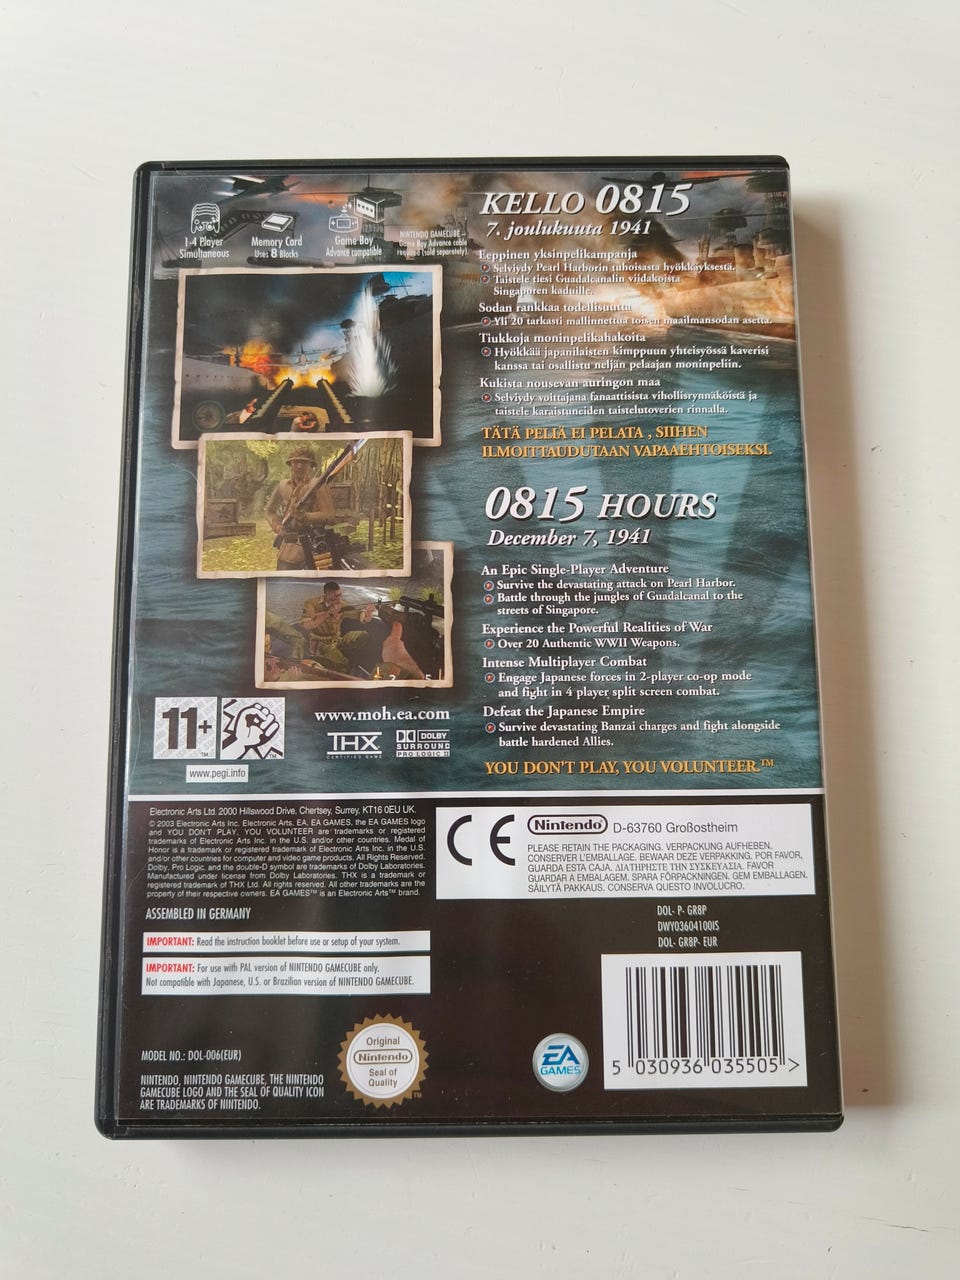 1-4 Player
Simultaneous
Memory Card
Uses 8 Blocks
Game Boy
Advance compatible
NINTENDO GAMECUBE –
Game Boy Advance cable
required (sold separately).
KELLO 0815
7. joulukuuta 1941
Eeppinen yksinpelikampanja
Selviydy Pearl Harborin tuhoisasta hyökkäyksestä.
Taistele tiesi Guadalcanalin viidakoista
Singaporen kaduille.
Sodan rankkaa todellisuutta
Yli 20 tarkasti mallinnettua toisen maailmansodan asetta.
Tiukkoja moninpelikahakoita
Hyökkää japanilaisten kimppuun yhteisyössä kaverisi
kanssa tai osallistu neljän pelaajan moninpeliin.
Kukista nousevan auringon maa
Selviydy voittajana fanaattisista vihollisrynnäköistä ja
taistele karaistuneiden taistelutoverien rinnalla.
TÄTÄ PELIÄ EI PELATA , SIIHEN
ILMOITTAUDUTAAN VAPAAEHTOISEKSI.
0815 HOURS
December 7, 1941
An Epic Single-Player Adventure
Survive the devastating attack on Pearl Harbor.
Battle through the jungles of Guadalcanal to the
streets of Singapore.
Experience the Powerful Realities of War
Over 20 Authentic WWII Weapons.
Intense Multiplayer Combat
Engage Japanese forces in 2-player co-op mode
and fight in 4 player split screen combat.
Defeat the Japanese Empire
Survive devastating Banzai charges and fight alongside
battle hardened Allies.
YOU DON'T PLAY, YOU VOLUNTEER.™
11+
www.pegi.info
www.moh.ea.com
THX
CERTIFIED GAME
DOLBY
SURROUND
PRO LOGIC II
Electronic Arts Ltd. 2000 Hillswood Drive. Chertsey, Surrey, KT16 0EU UK.
© 2003 Electronic Arts Inc. Electronic Arts, EA, EA GAMES, the EA GAMES logo
and YOU DON'T PLAY. YOU VOLUNTEER are trademarks or registered
trademarks of Electronic Arts Inc. in the U.S. and/or other countries. Medal of
Honor is a trademark or registered trademark of Electronic Arts Inc. in the U.S.
and/or other countries for computer and video game products. All Rights Reserved.
Dolby, Pro Logic, and the double-D symbol are trademarks of Dolby Laboratories.
Manufactured under license from Dolby Laboratories. THX is a trademark or
registered trademark of THX Ltd. All rights reserved. All other trademarks are the
property of their respective owners. EA GAMES™ is an Electronic Arts™ brand.
ASSEMBLED IN GERMANY
IMPORTANT: Read the instruction booklet before use or setup of your system.
IMPORTANT: For use with PAL version of NINTENDO GAMECUBE only.
Not compatible with Japanese, U.S. or Brazilian version of NINTENDO GAMECUBE.
MODEL NO.: DOL-006(EUR)
NINTENDO, NINTENDO GAMECUBE, THE NINTENDO
GAMECUBE LOGO AND THE SEAL OF QUALITY ICON
ARE TRADEMARKS OF NINTENDO.
Original
Nintendo
Seal of
Quality
TM
CE
Nintendo D-63760 Großostheim
PLEASE RETAIN THE PACKAGING. VERPACKUNG AUFHEBEN.
CONSERVER L'EMBALLAGE. BEWAAR DEZE VERPAKKING. POR FAVOR,
GUARDA ESTA CAJA. ΔΙΑΤΗΡΗΣΤΕ ΤΗΝ ΣΥΣΚΕΥΑΣΙΑ. FAVOR
GUARDAR A EMBALAGEM. SPARA FÖRPACKNINGEN. GEM EMBALLAGEN.
SÄILYTÄ PAKKAUS. CONSERVA QUESTO INVOLUCRO.
DOL- P- GR8P
DWY03604100IS
DOL- GR8P- EUR
EA
GAMES
5 030936 035505 >